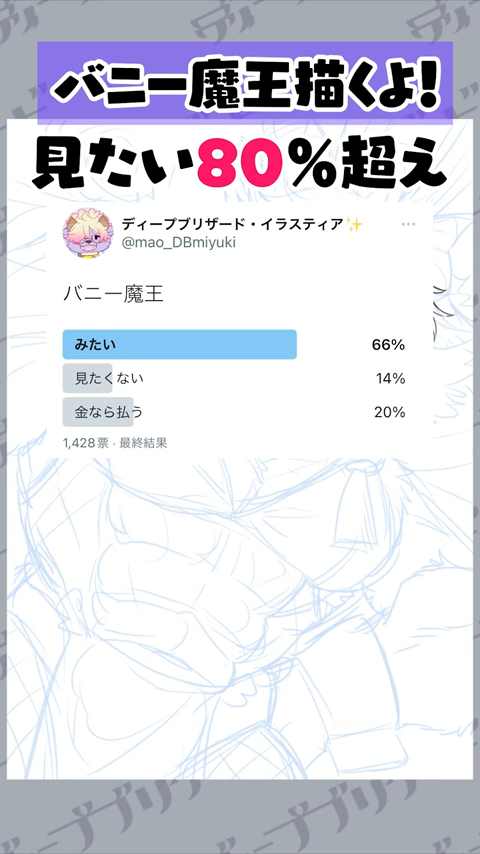 バニー魔王描くよ!
見たい80%超え
ディープブリザード・イラスティア✨
@mao_DBmiyuki
バニー魔王
みたい 66%
見たくない 14%
金なら払う 20%
1,428票・最終結果